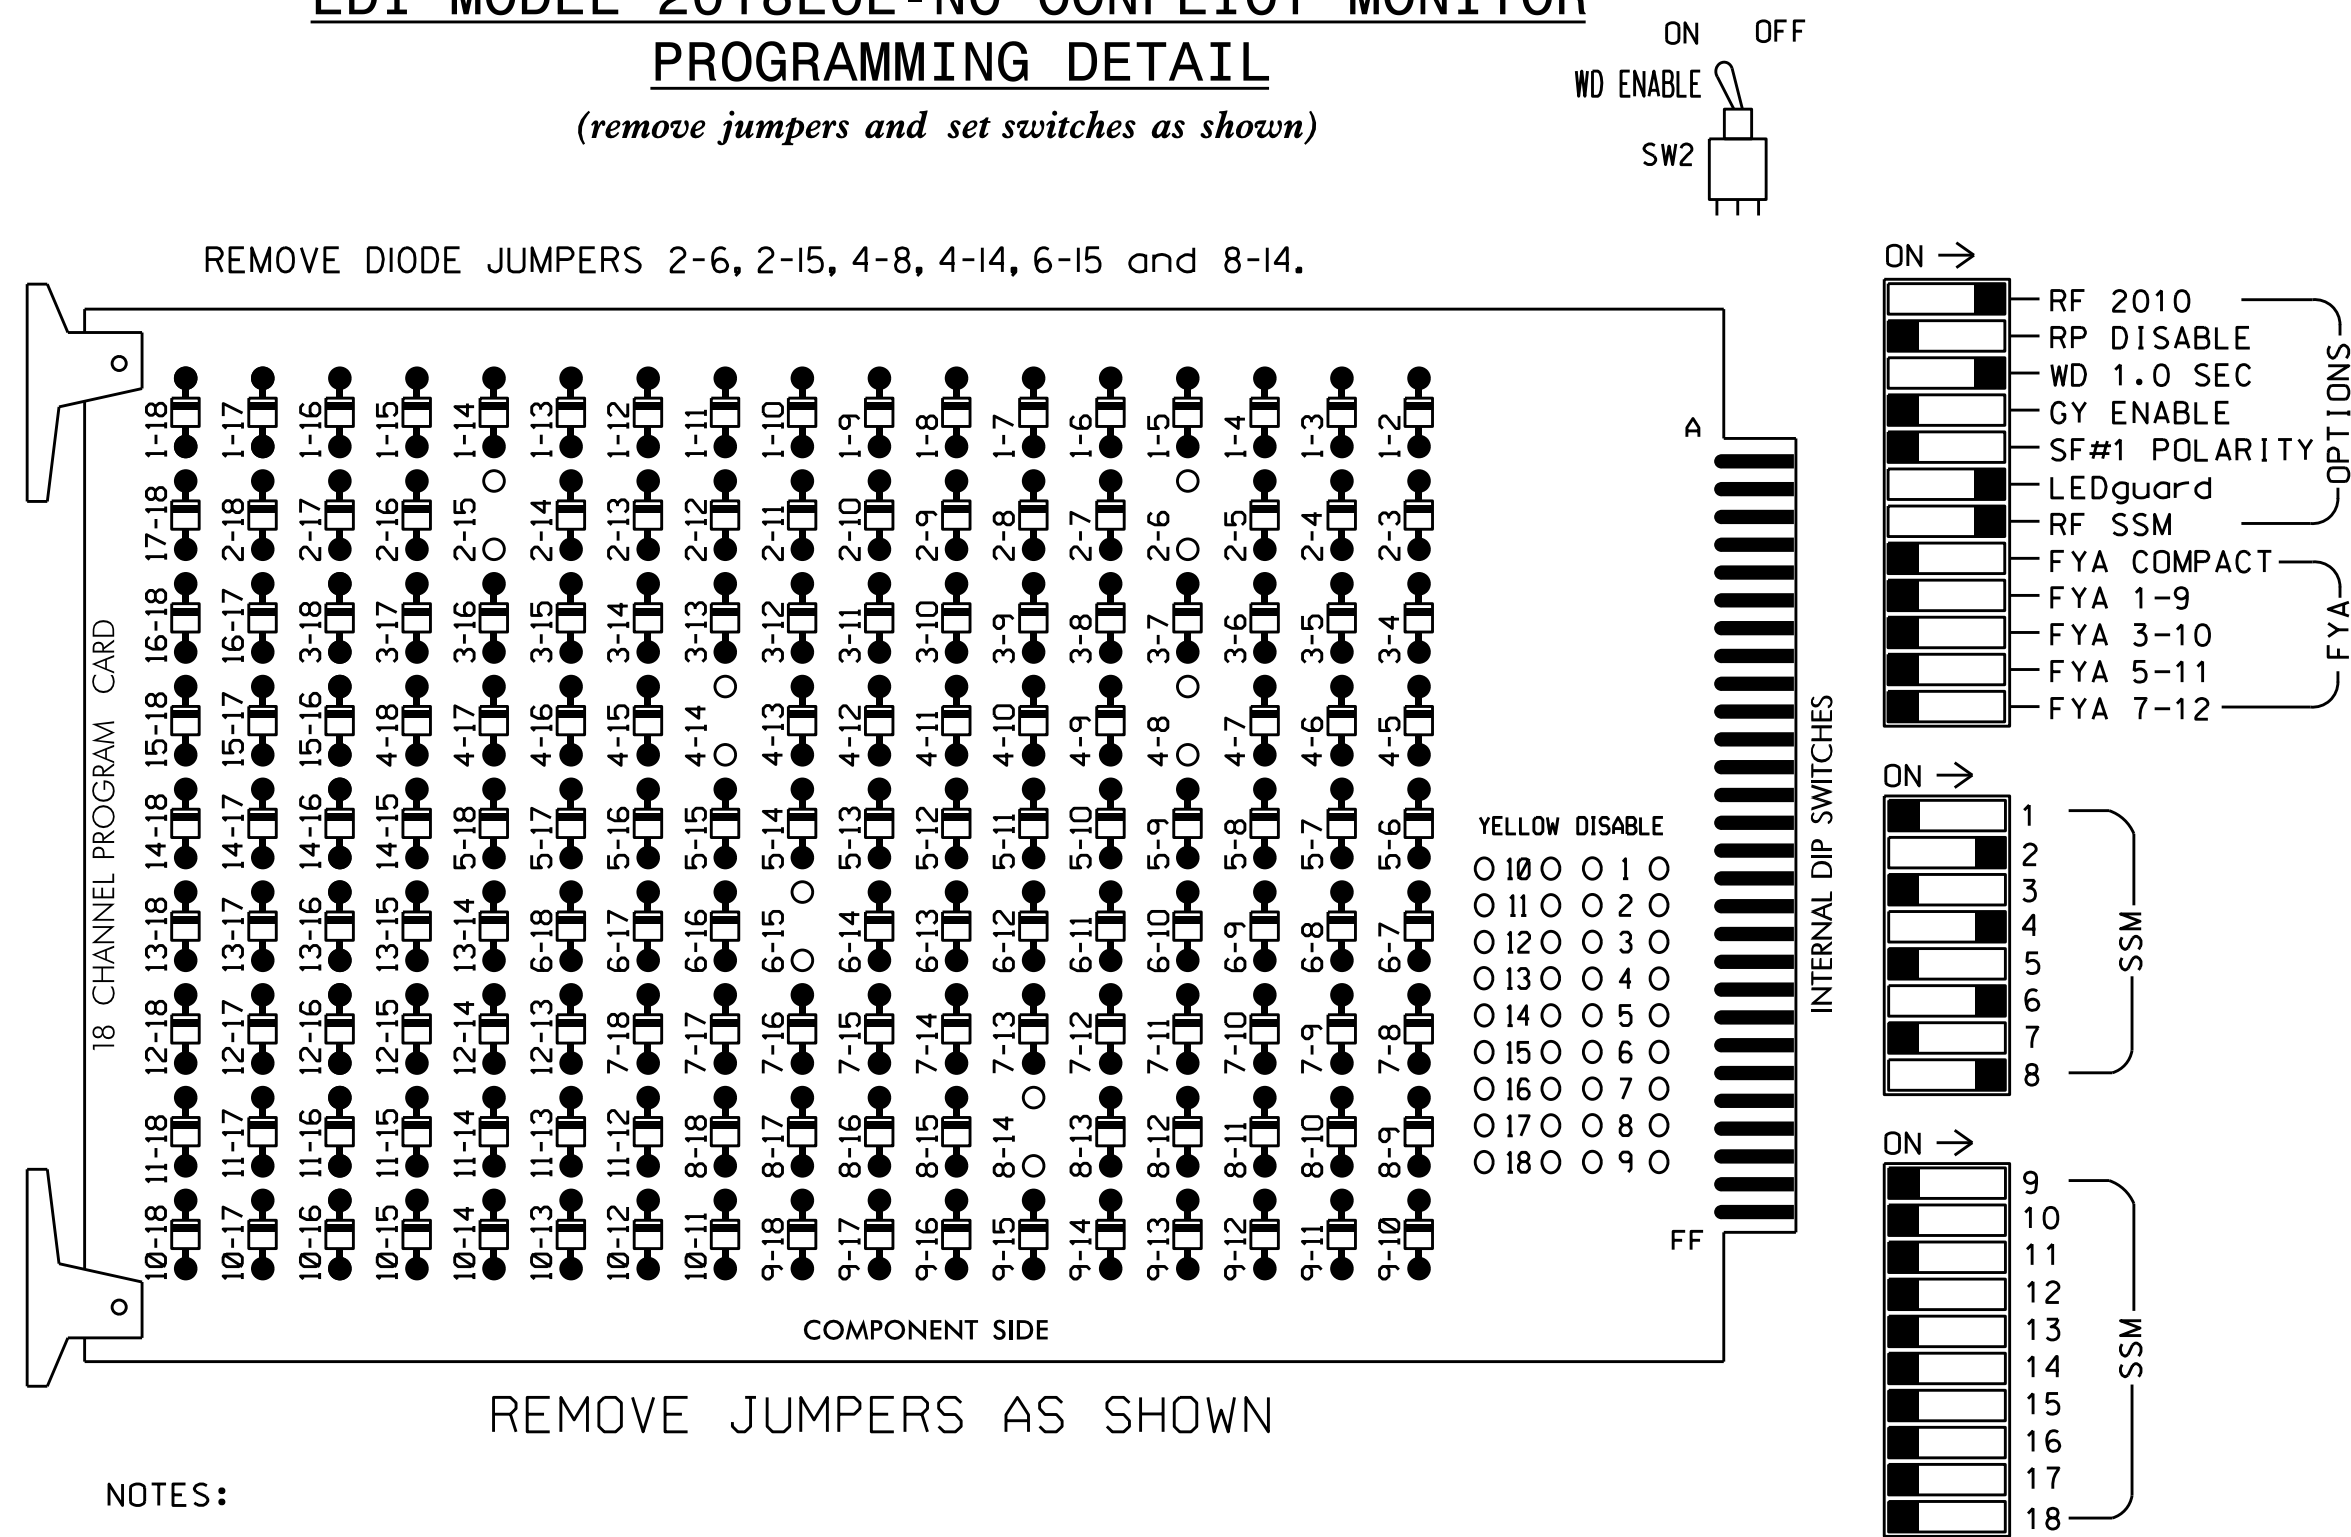 PROGRAMMING DETAIL
(remove jumpers and set switches as shown)
ON OFF
WD ENABLE
SW2
REMOVE DIODE JUMPERS 2-6, 2-15, 4-8, 4-14, 6-15 and 8-14.
18 CHANNEL PROGRAM CARD
1-18 1-17 1-16 1-15 1-14 1-13 1-12 1-11 1-10 1-9 1-8 1-7 1-6 1-5 1-4 1-3 1-2
17-18 2-18 2-17 2-16 2-15 2-14 2-13 2-12 2-11 2-10 2-9 2-8 2-7 2-6 2-5 2-4 2-3
16-18 16-17 3-18 3-17 3-16 3-15 3-14 3-13 3-12 3-11 3-10 3-9 3-8 3-7 3-6 3-5 3-4
15-18 15-17 15-16 4-18 4-17 4-16 4-15 4-14 4-13 4-12 4-11 4-10 4-9 4-8 4-7 4-6 4-5
14-18 14-17 14-16 14-15 5-18 5-17 5-16 5-15 5-14 5-13 5-12 5-11 5-10 5-9 5-8 5-7 5-6
13-18 13-17 13-16 13-15 13-14 6-18 6-17 6-16 6-15 6-14 6-13 6-12 6-11 6-10 6-9 6-8 6-7
12-18 12-17 12-16 12-15 12-14 12-13 7-18 7-17 7-16 7-15 7-14 7-13 7-12 7-11 7-10 7-9 7-8
11-18 11-17 11-16 11-15 11-14 11-13 11-12 8-18 8-17 8-16 8-15 8-14 8-13 8-12 8-11 8-10 8-9
10-18 10-17 10-16 10-15 10-14 10-13 10-12 10-11 9-18 9-17 9-16 9-15 9-14 9-13 9-12 9-11 9-10
A
YELLOW DISABLE
10 1
11 2
12 3
13 4
14 5
15 6
16 7
17 8
18 9
FF
COMPONENT SIDE
INTERNAL DIP SWITCHES
ON
RF 2010
RP DISABLE
WD 1.0 SEC
GY ENABLE
SF#1 POLARITY
LEDguard
RF SSM
OPTIONS
FYA COMPACT
FYA 1-9
FYA 3-10
FYA 5-11
FYA 7-12
FYA
ON
1
2
3
4
5
6
7
8
SSM
ON
9
10
11
12
13
14
15
16
17
18
SSM
REMOVE JUMPERS AS SHOWN
NOTES: